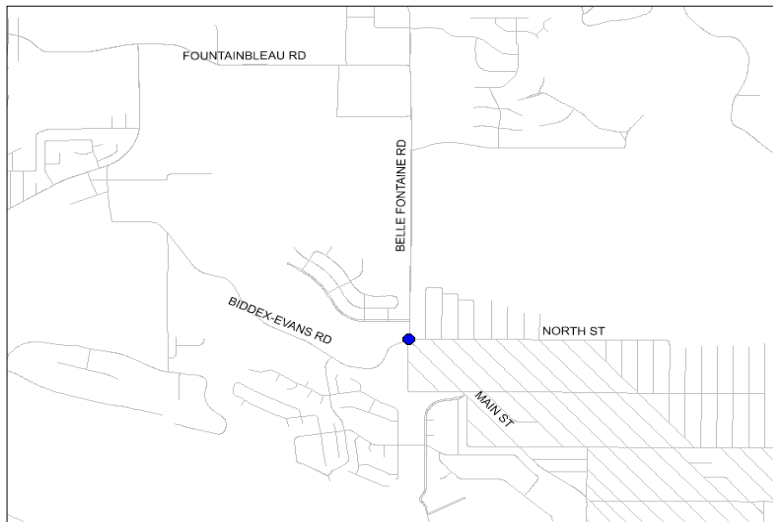 FOUNTAINBLEAU RD
BELLE FONTAINE RD
BIDDEX-EVANS RD
NORTH ST
MAIN ST